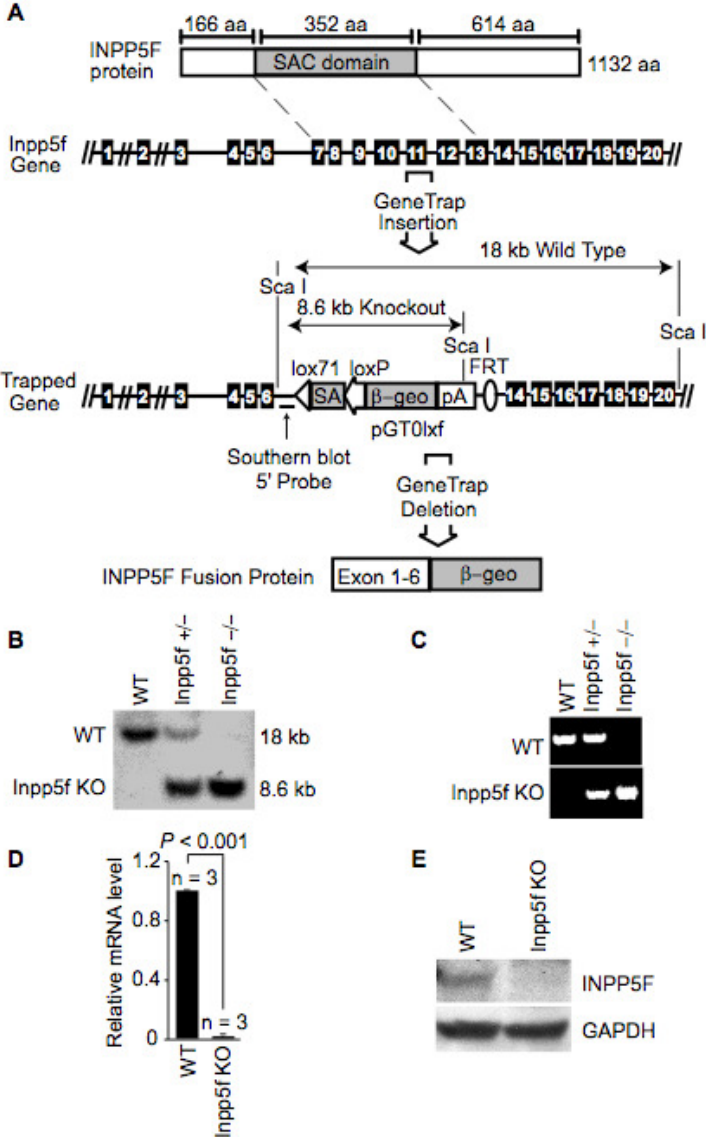 A
166 aa 352 aa 614 aa
INPP5F protein
SAC domain
1132 aa
Inpp5f Gene
1 2 3 4 5 6 7 8 9 10 11 12 13 14 15 16 17 18 19 20
GeneTrap Insertion
18 kb Wild Type
Sca I
8.6 kb Knockout
Sca I
Sca I
lox71 loxP FRT
Trapped Gene
1 2 3 4 5 6 SA β-geo pA 14 15 16 17 18 19 20
pGT0lxf
Southern blot 5' Probe
GeneTrap Deletion
INPP5F Fusion Protein
Exon 1-6 β-geo
B
WT Inpp5f +/– Inpp5f –/–
WT 18 kb
Inpp5f KO 8.6 kb
C
WT Inpp5f +/– Inpp5f –/–
WT
Inpp5f KO
D
P < 0.001
Relative mRNA level
1.2
0.8
0.4
0
n = 3
n = 3
WT
Inpp5f KO
E
WT Inpp5f KO
INPP5F
GAPDH